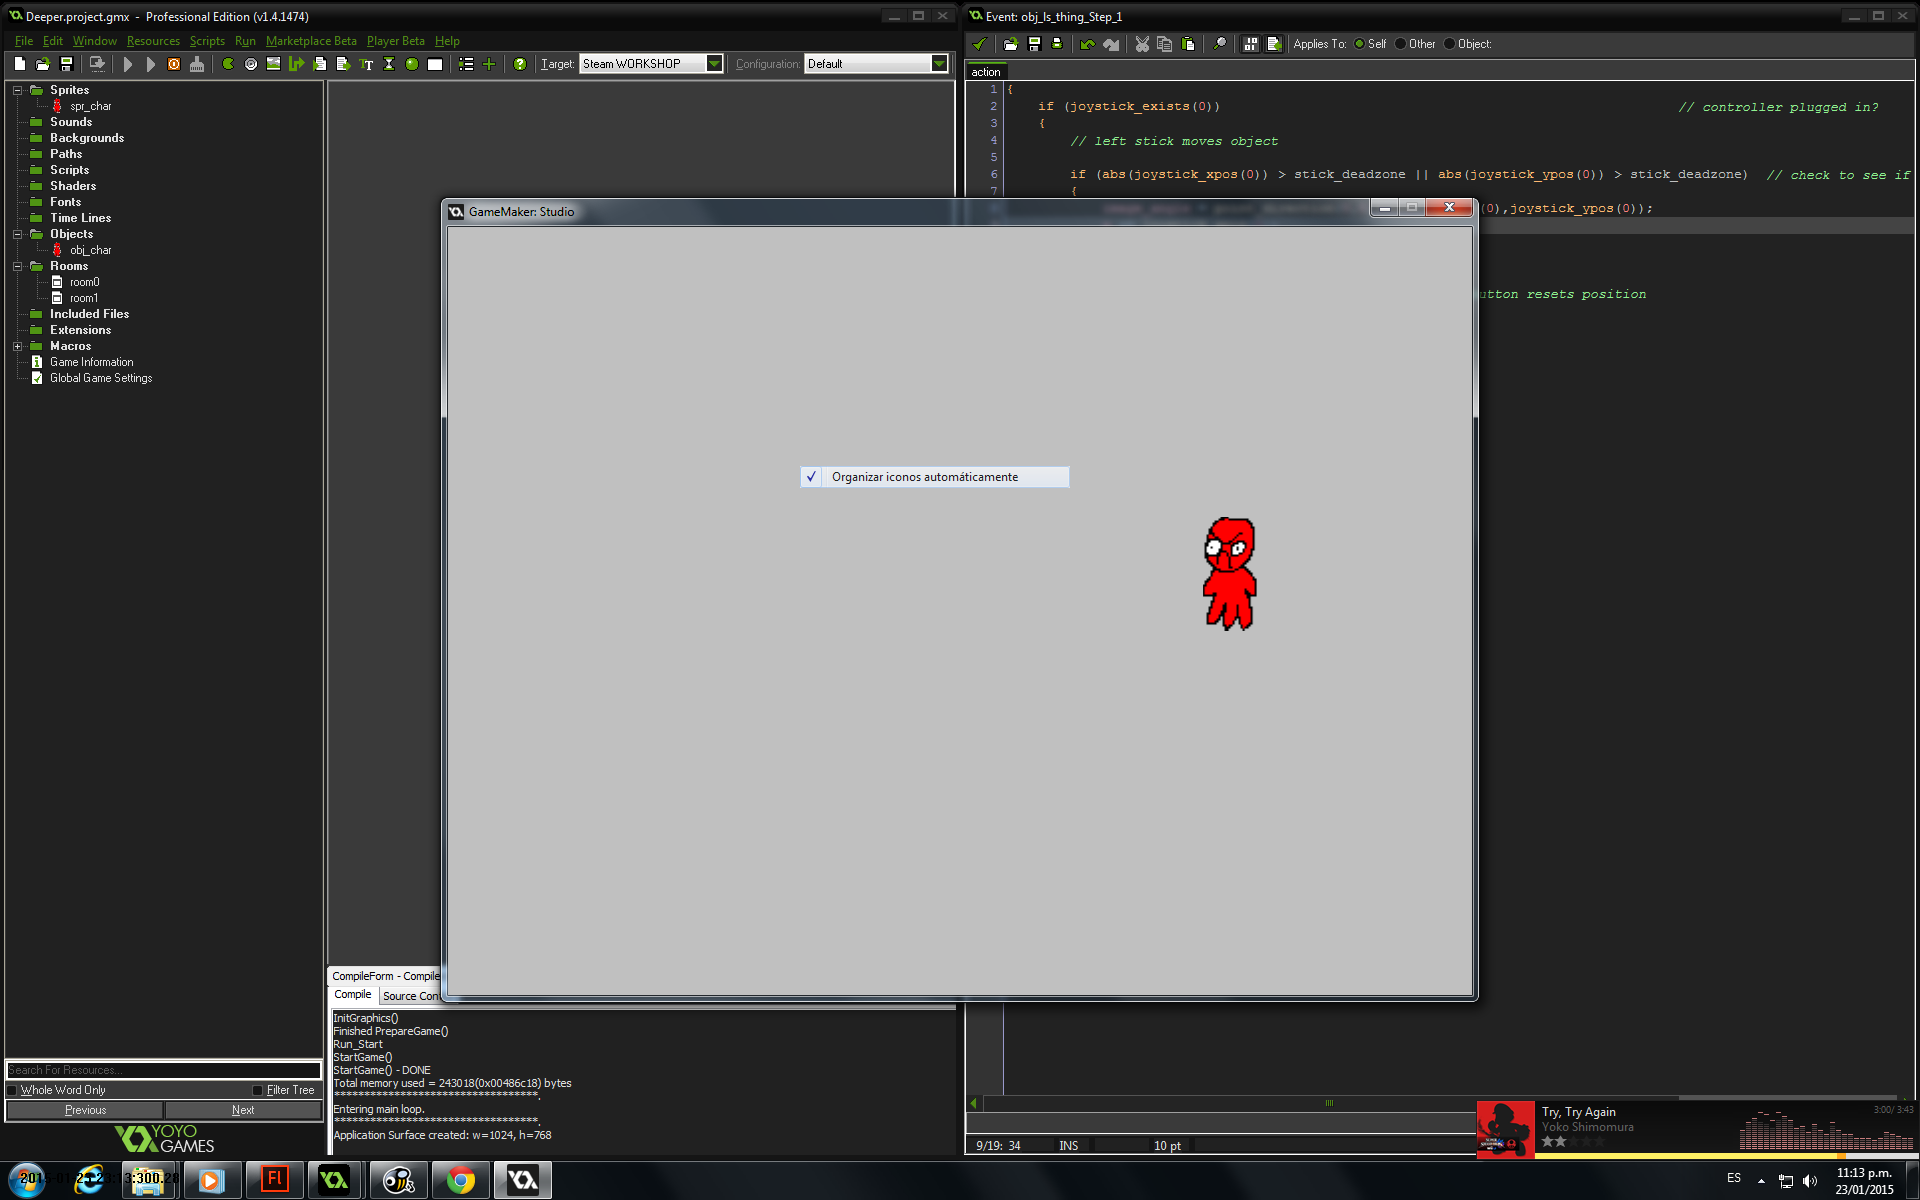 Deeper.project.gmx - Professional Edition (v1.4.1474)
File Edit Window Resources Scripts Run Marketplace Beta Player Beta Help
Target: Steam WORKSHOP Configuration: Default
Sprites
spr_char
Sounds
Backgrounds
Paths
Scripts
Shaders
Fonts
Time Lines
Objects
obj_char
Rooms
room0
room1
Included Files
Extensions
Macros
Game Information
Global Game Settings
Search For Resources...
Whole Word Only Filter Tree
Previous Next
YOYO
GAMES
CompileForm - Compile
Compile Source Con
InitGraphics()
Finished PrepareGame()
Run_Start
StartGame()
StartGame() - DONE
Total memory used = 243018(0x00486c18) bytes
***********************************.
Entering main loop.
***********************************.
Application Surface created: w=1024, h=768
GameMaker: Studio
✓ Organizar iconos automáticamente
Event: obj_ls_thing_Step_1
Applies To: Self Other Object:
action
1 {
2 if (joystick_exists(0)) // controller plugged in?
3 {
4 // left stick moves object
5
6 if (abs(joystick_xpos(0)) > stick_deadzone || abs(joystick_ypos(0)) > stick_deadzone) // check to see if
7 {
(0),joystick_ypos(0));
utton resets position
9/19: 34 INS 10 pt
Try, Try Again
Yoko Shimomura
3:00/ 3:43
Fl
ES
11:13 p.m.
23/01/2015